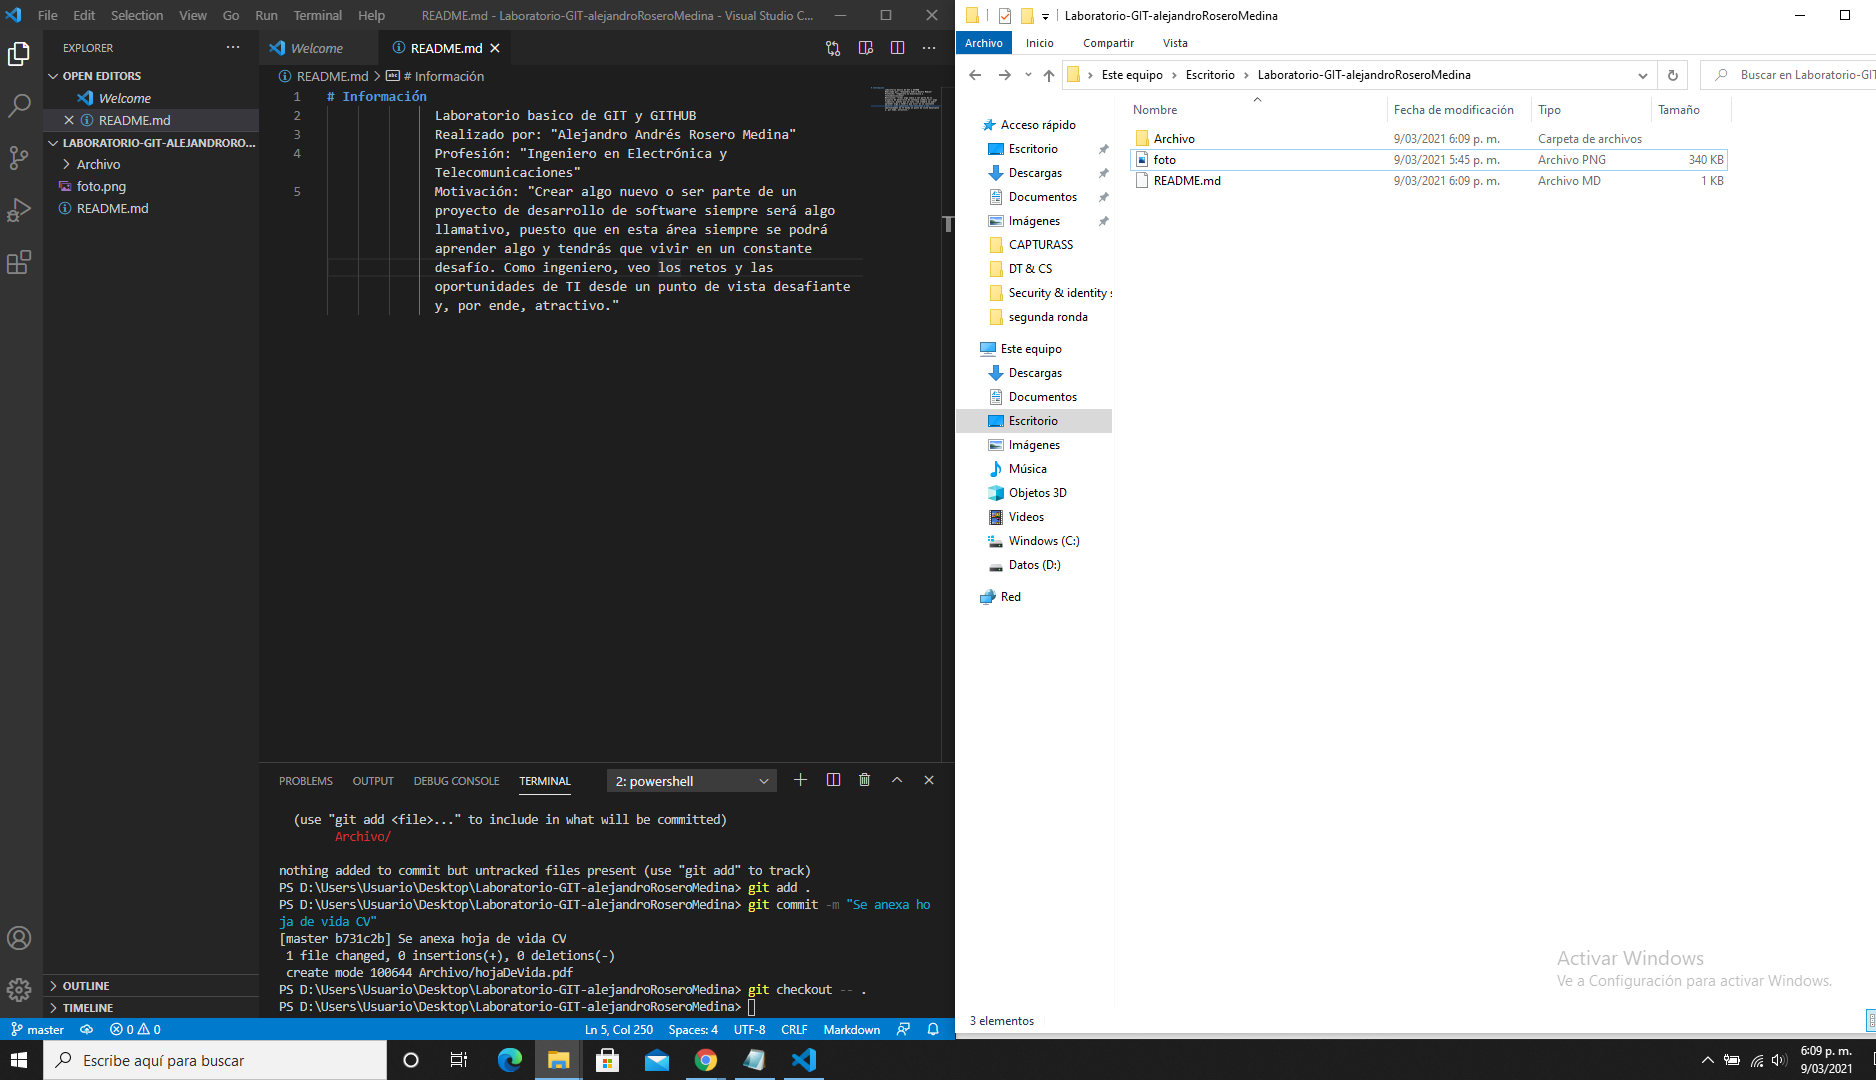 File Edit Selection View Go Run Terminal Help README.md - Laboratorio-GIT-alejandroRoseroMedina - Visual Studio C...
EXPLORER
OPEN EDITORS
Welcome
README.md
LABORATORIO-GIT-ALEJANDRORO...
Archivo
foto.png
README.md
OUTLINE
TIMELINE
Welcome README.md
README.md > # Información
1 # Información
2 Laboratorio basico de GIT y GITHUB
3 Realizado por: "Alejandro Andrés Rosero Medina"
4 Profesión: "Ingeniero en Electrónica y
Telecomunicaciones"
5 Motivación: "Crear algo nuevo o ser parte de un
proyecto de desarrollo de software siempre será algo
llamativo, puesto que en esta área siempre se podrá
aprender algo y tendrás que vivir en un constante
desafío. Como ingeniero, veo los retos y las
oportunidades de TI desde un punto de vista desafiante
y, por ende, atractivo."
PROBLEMS OUTPUT DEBUG CONSOLE TERMINAL 2: powershell
(use "git add <file>..." to include in what will be committed)
Archivo/
nothing added to commit but untracked files present (use "git add" to track)
PS D:\Users\Usuario\Desktop\Laboratorio-GIT-alejandroRoseroMedina> git add .
PS D:\Users\Usuario\Desktop\Laboratorio-GIT-alejandroRoseroMedina> git commit -m "Se anexa ho
ja de vida CV"
[master b731c2b] Se anexa hoja de vida CV
1 file changed, 0 insertions(+), 0 deletions(-)
create mode 100644 Archivo/hojaDeVida.pdf
PS D:\Users\Usuario\Desktop\Laboratorio-GIT-alejandroRoseroMedina> git checkout -- .
PS D:\Users\Usuario\Desktop\Laboratorio-GIT-alejandroRoseroMedina>
master 0 0 Ln 5, Col 250 Spaces: 4 UTF-8 CRLF Markdown
Laboratorio-GIT-alejandroRoseroMedina
Archivo Inicio Compartir Vista
Este equipo > Escritorio > Laboratorio-GIT-alejandroRoseroMedina
Buscar en Laboratorio-GIT
Acceso rápido
Escritorio
Descargas
Documentos
Imágenes
CAPTURASS
DT & CS
Security & identity s
segunda ronda
Este equipo
Descargas
Documentos
Escritorio
Imágenes
Música
Objetos 3D
Videos
Windows (C:)
Datos (D:)
Red
Nombre Fecha de modificación Tipo Tamaño
Archivo 9/03/2021 6:09 p. m. Carpeta de archivos
foto 9/03/2021 5:45 p. m. Archivo PNG 340 KB
README.md 9/03/2021 6:09 p. m. Archivo MD 1 KB
Activar Windows
Ve a Configuración para activar Windows.
3 elementos
Escribe aquí para buscar
6:09 p. m.
9/03/2021